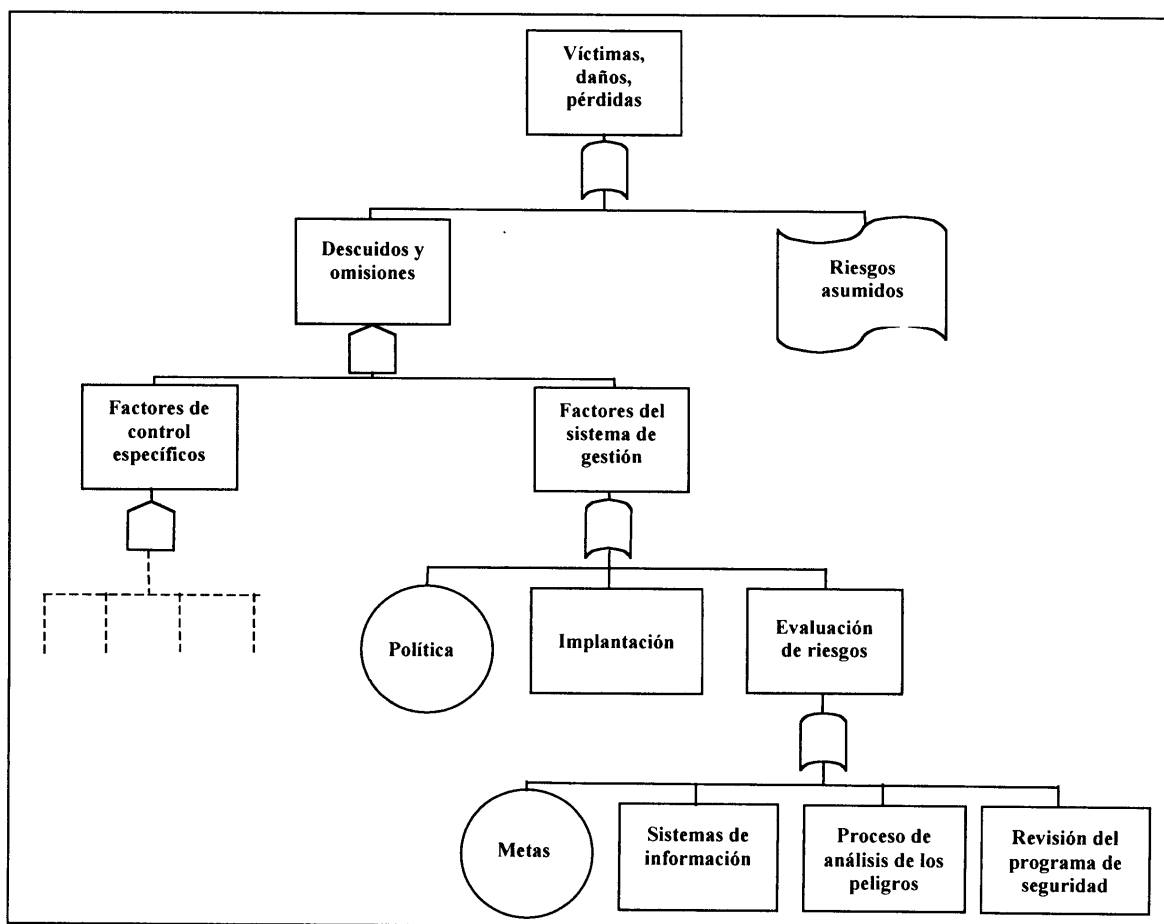 Víctimas,
daños,
pérdidas
Descuidos y
omisiones
Riesgos
asumidos
Factores de
control
específicos
Factores del
sistema de
gestión
Política
Implantación
Evaluación
de riesgos
Metas
Sistemas de
información
Proceso de
análisis de los
peligros
Revisión del
programa de
seguridad